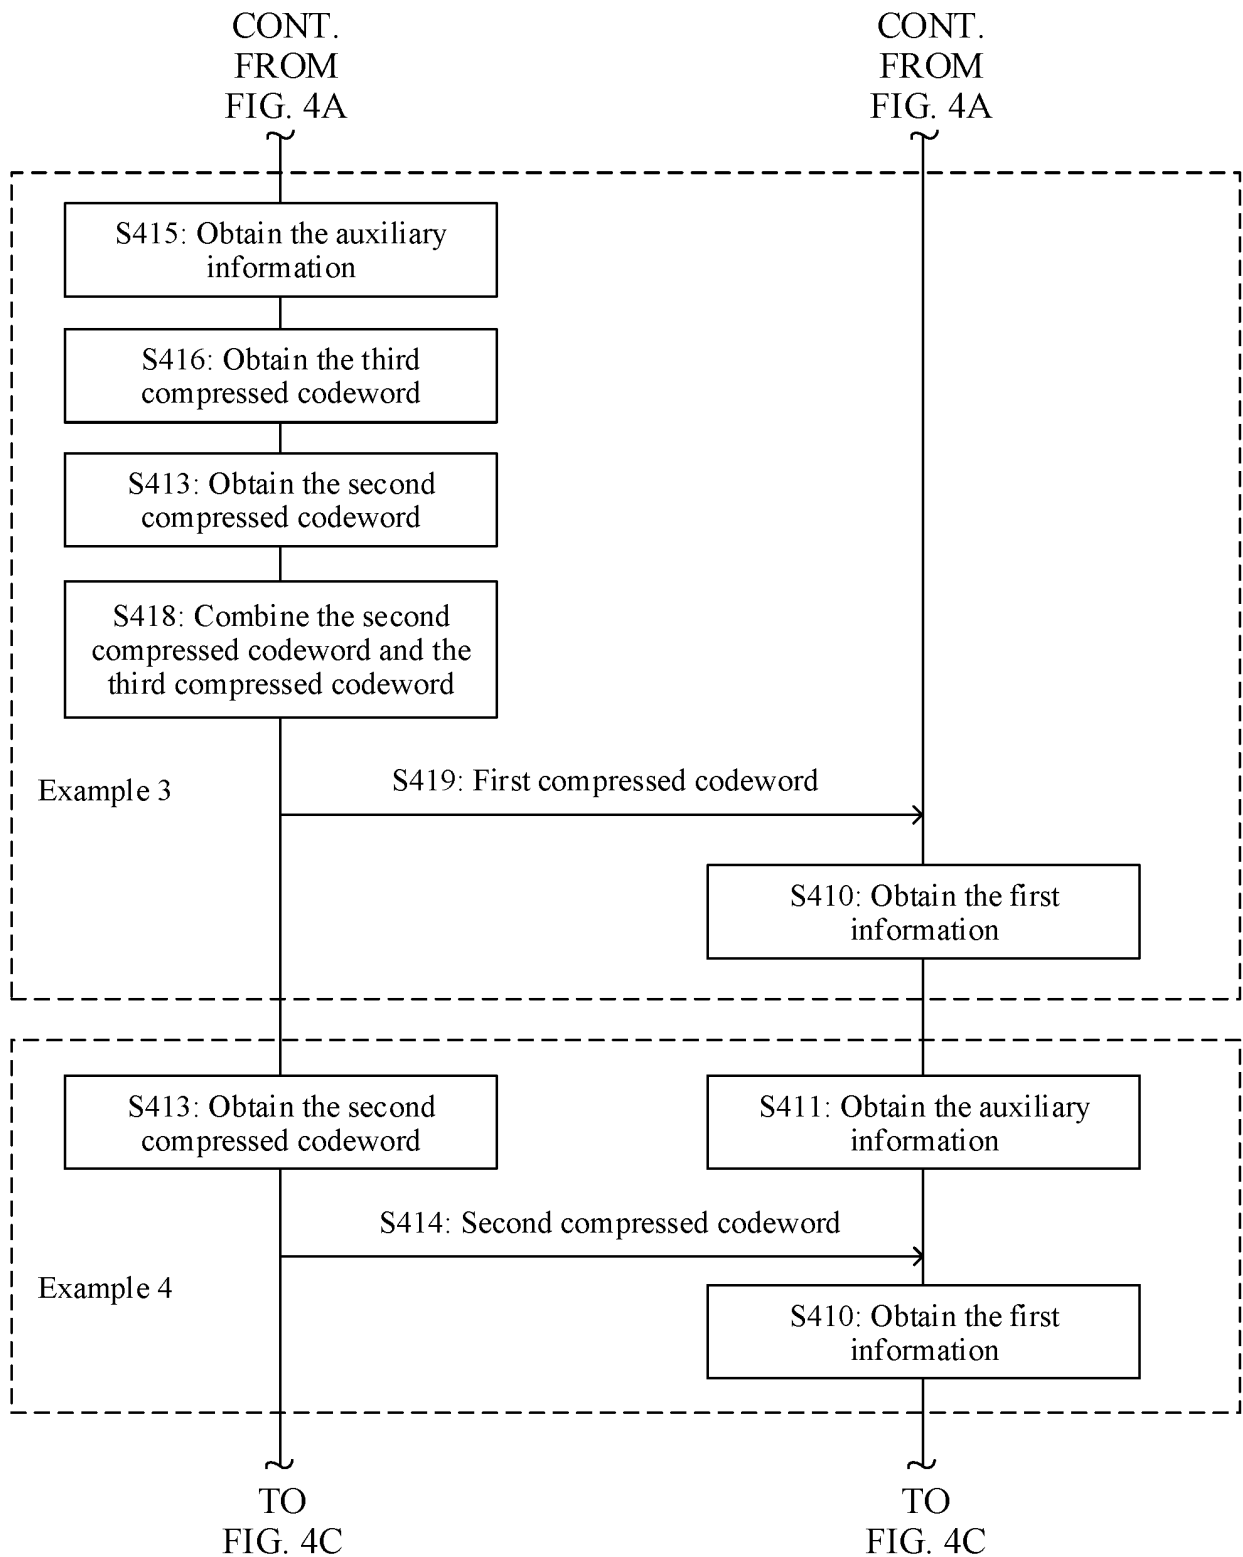 CONT.
FROM
FIG. 4A
CONT.
FROM
FIG. 4A
S415: Obtain the auxiliary
information
S416: Obtain the third
compressed codeword
S413: Obtain the second
compressed codeword
S418: Combine the second
compressed codeword and the
third compressed codeword
Example 3
S419: First compressed codeword
S410: Obtain the first
information
S413: Obtain the second
compressed codeword
S411: Obtain the auxiliary
information
S414: Second compressed codeword
Example 4
S410: Obtain the first
information
TO
FIG. 4C
TO
FIG. 4C